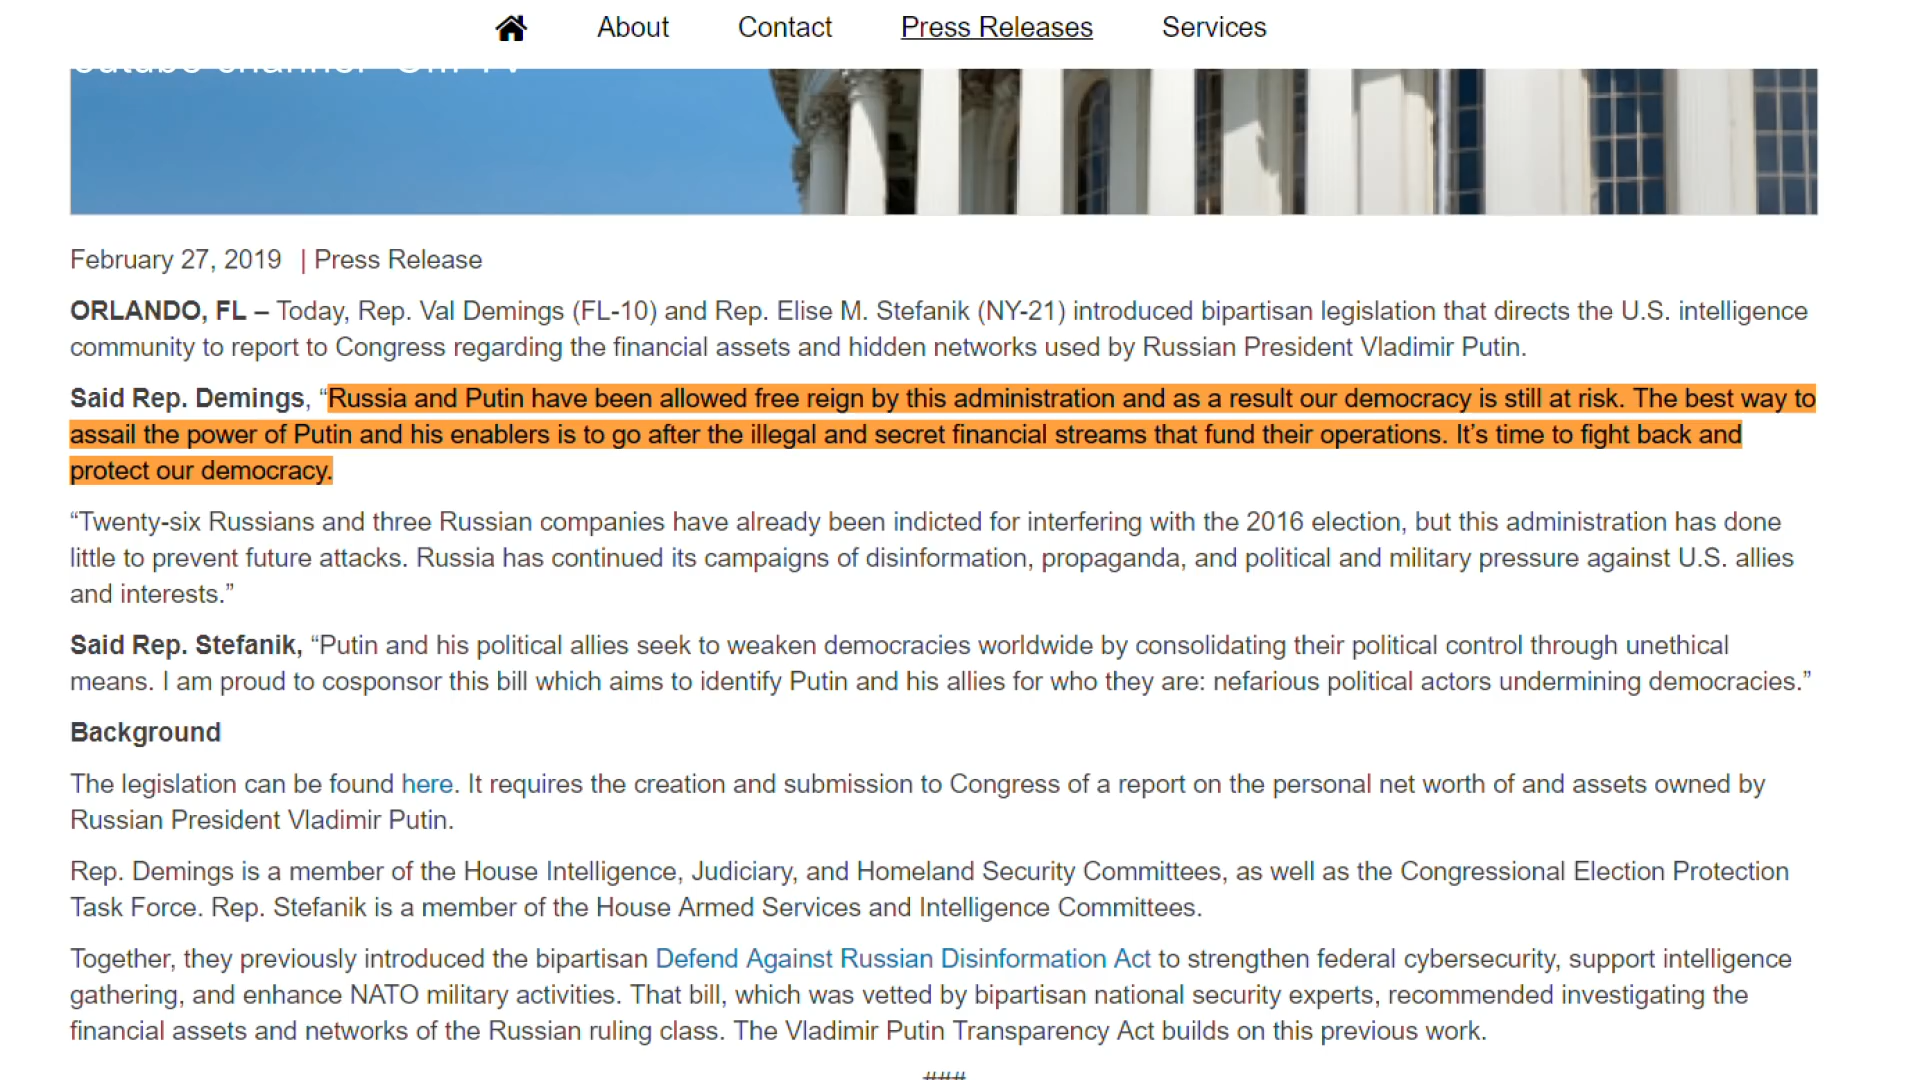 About Contact Press Releases Services
February 27, 2019 | Press Release
ORLANDO, FL – Today, Rep. Val Demings (FL-10) and Rep. Elise M. Stefanik (NY-21) introduced bipartisan legislation that directs the U.S. intelligence
community to report to Congress regarding the financial assets and hidden networks used by Russian President Vladimir Putin.
Said Rep. Demings, “Russia and Putin have been allowed free reign by this administration and as a result our democracy is still at risk. The best way to
assail the power of Putin and his enablers is to go after the illegal and secret financial streams that fund their operations. It’s time to fight back and
protect our democracy.
“Twenty-six Russians and three Russian companies have already been indicted for interfering with the 2016 election, but this administration has done
little to prevent future attacks. Russia has continued its campaigns of disinformation, propaganda, and political and military pressure against U.S. allies
and interests.”
Said Rep. Stefanik, “Putin and his political allies seek to weaken democracies worldwide by consolidating their political control through unethical
means. I am proud to cosponsor this bill which aims to identify Putin and his allies for who they are: nefarious political actors undermining democracies.”
Background
The legislation can be found here. It requires the creation and submission to Congress of a report on the personal net worth of and assets owned by
Russian President Vladimir Putin.
Rep. Demings is a member of the House Intelligence, Judiciary, and Homeland Security Committees, as well as the Congressional Election Protection
Task Force. Rep. Stefanik is a member of the House Armed Services and Intelligence Committees.
Together, they previously introduced the bipartisan Defend Against Russian Disinformation Act to strengthen federal cybersecurity, support intelligence
gathering, and enhance NATO military activities. That bill, which was vetted by bipartisan national security experts, recommended investigating the
financial assets and networks of the Russian ruling class. The Vladimir Putin Transparency Act builds on this previous work.
###